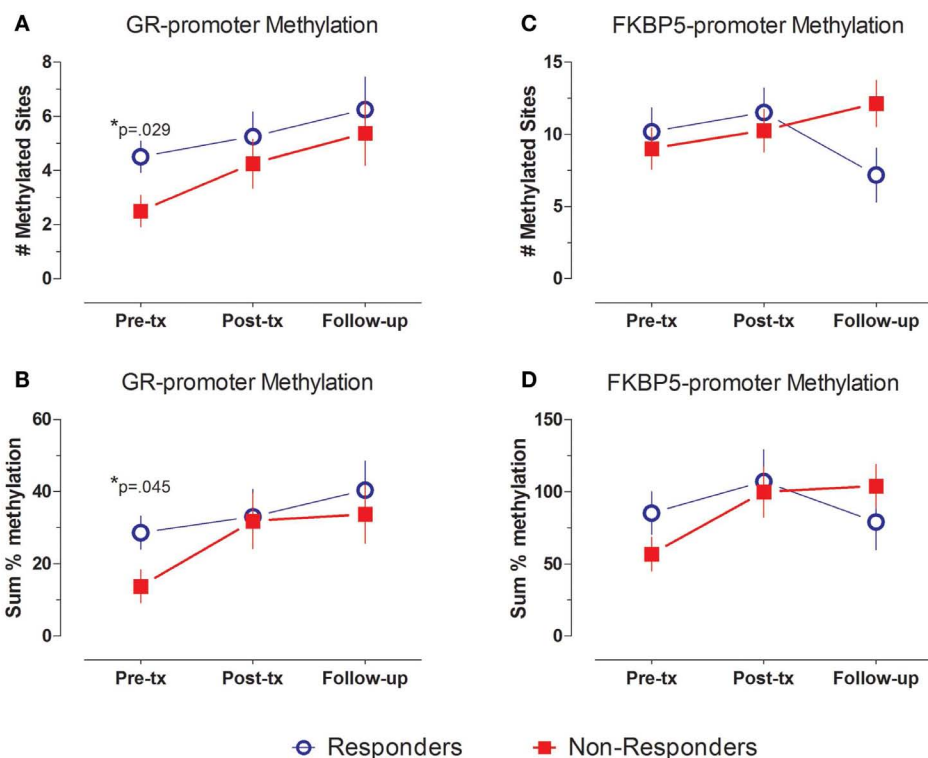 A
GR-promoter Methylation
# Methylated Sites
8
6
4
2
0
*p=.029
Pre-tx Post-tx Follow-up
C
FKBP5-promoter Methylation
# Methylated Sites
15
10
5
0
Pre-tx Post-tx Follow-up
B
GR-promoter Methylation
Sum % methylation
60
40
20
0
*p=.045
Pre-tx Post-tx Follow-up
D
FKBP5-promoter Methylation
Sum % methylation
150
100
50
0
Pre-tx Post-tx Follow-up
Responders Non-Responders